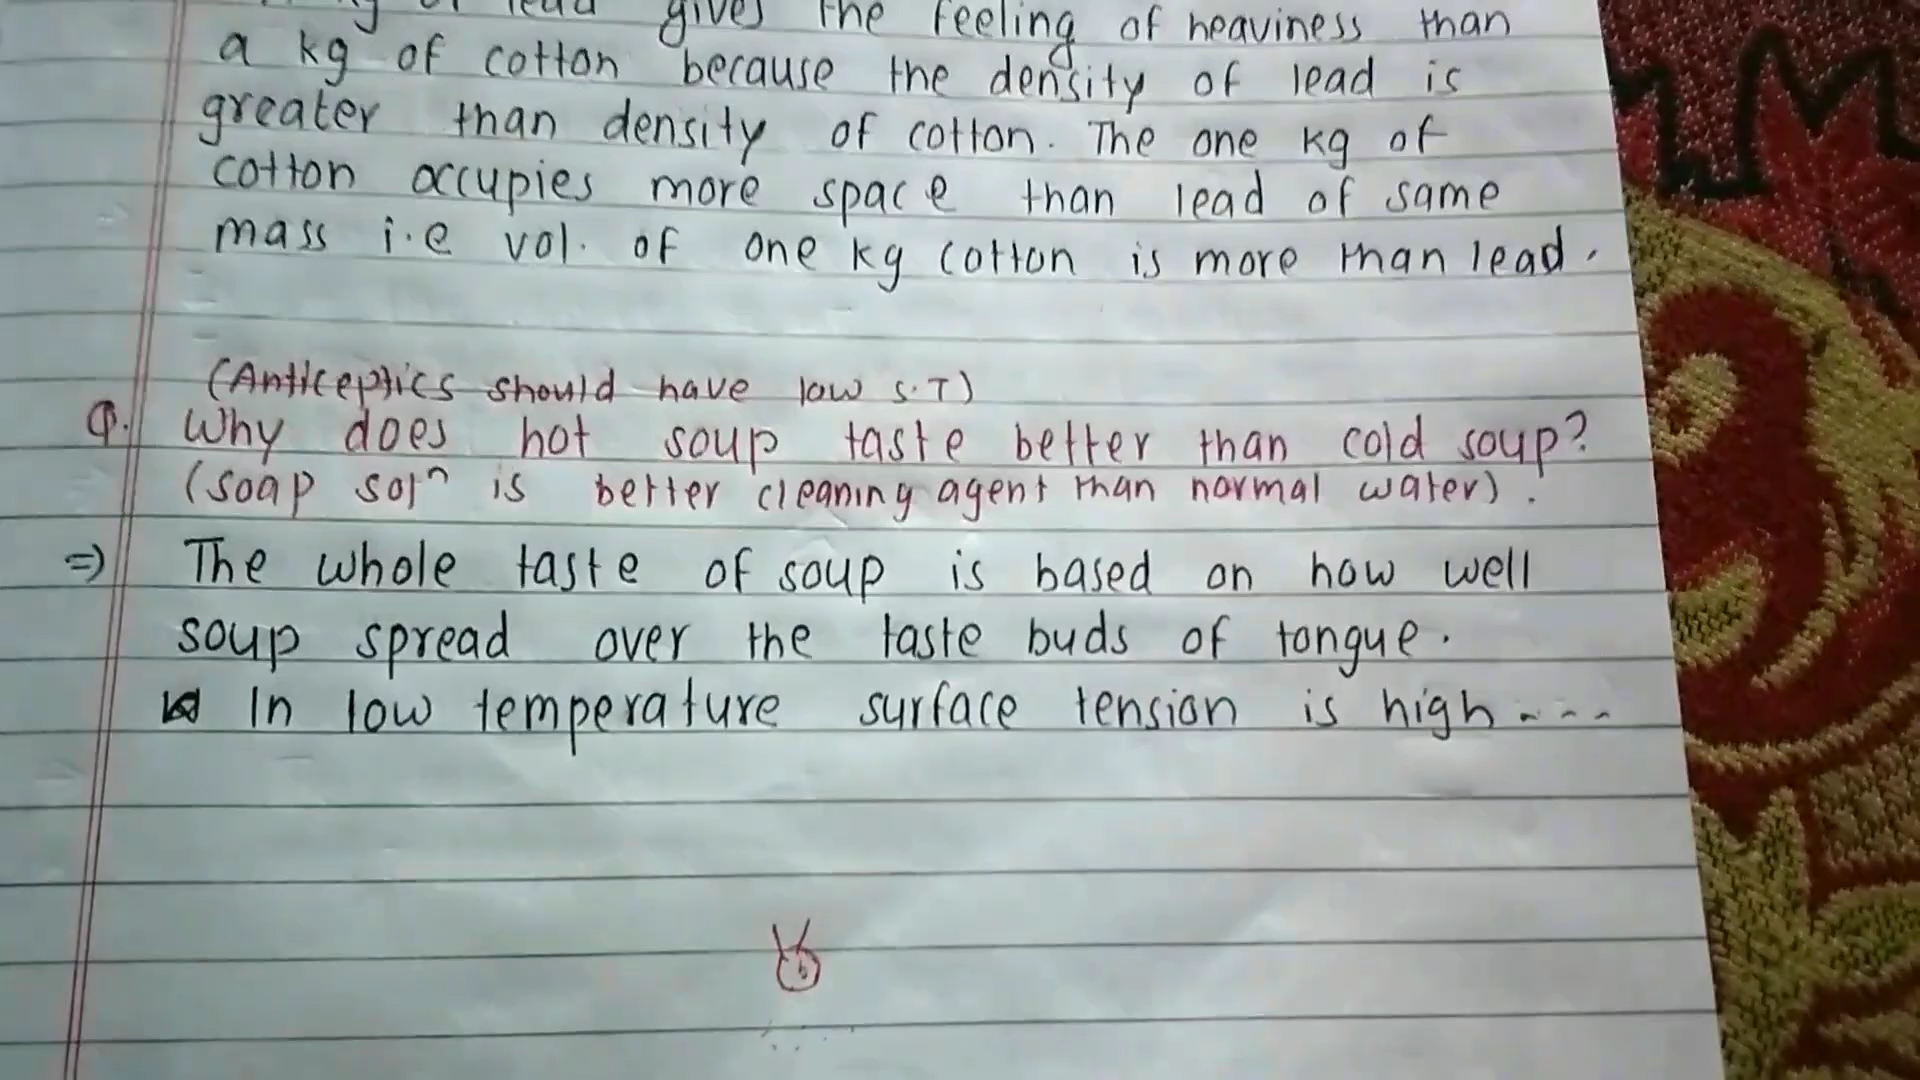 lead gives the feeling of heaviness than
a kg of cotton because the density of lead is
greater than density of cotton. The one kg of
cotton occupies more space than lead of same
mass i.e vol. of one kg cotton is more than lead.
(Anticeptics should have low S.T)
Q. Why does hot soup taste better than cold soup?
(soap solⁿ is better cleaning agent than normal water).
=) The whole taste of soup is based on how well
soup spread over the taste buds of tongue.
In low temperature surface tension is high ----